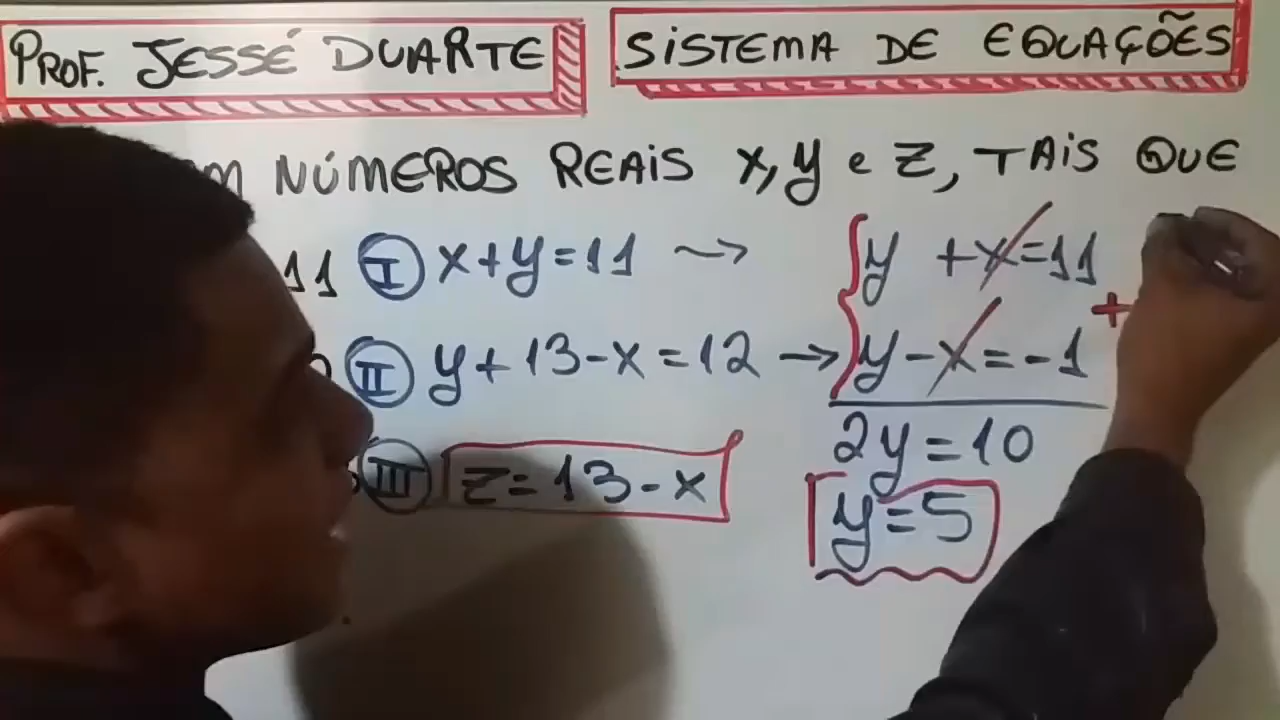 PROF. JESSÉ DUARTE
SISTEMA DE EQUAÇÕES
NÚMEROS REAIS x, y e z, TAIS QUE
11 I x+y=11 → y +x=11
II y+13-x=12 → y-x=-1
+
III z=13-x
2y=10
y=5